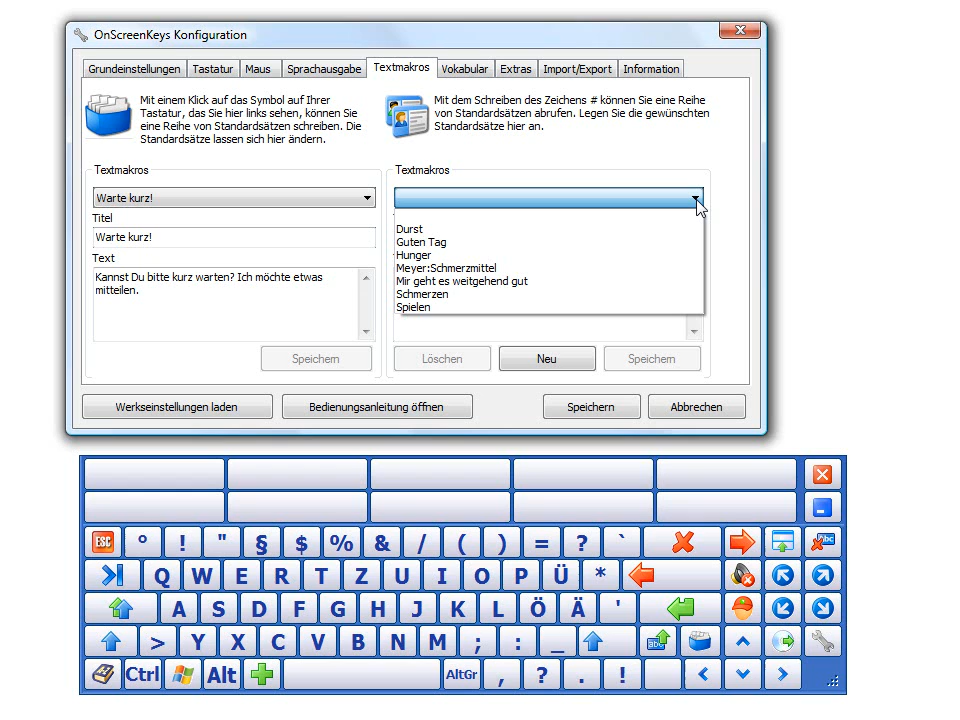 OnScreenKeys Konfiguration
Grundeinstellungen Tastatur Maus Sprachausgabe Textmakros Vokabular Extras Import/Export Information
Mit einem Klick auf das Symbol auf Ihrer
Tastatur, das Sie hier links sehen, können Sie
eine Reihe von Standardsätzen schreiben. Die
Standardsätze lassen sich hier ändern.
Mit dem Schreiben des Zeichens # können Sie eine Reihe
von Standardsätzen abrufen. Legen Sie die gewünschten
Standardsätze hier an.
Textmakros
Warte kurz!
Titel
Warte kurz!
Text
Kannst Du bitte kurz warten? Ich möchte etwas
mitteilen.
Speichern
Textmakros
Durst
Guten Tag
Hunger
Meyer:Schmerzmittel
Mir geht es weitgehend gut
Schmerzen
Spielen
Löschen Neu Speichern
Werkseinstellungen laden Bedienungsanleitung öffnen Speichern Abbrechen
ESC ° ! " § $ % & / ( ) = ? ` Abc
Q W E R T Z U I O P Ü *
A S D F G H J K L Ö Ä '
> Y X C V B N M ; : _ abc
Ctrl Alt AltGr , ? . !